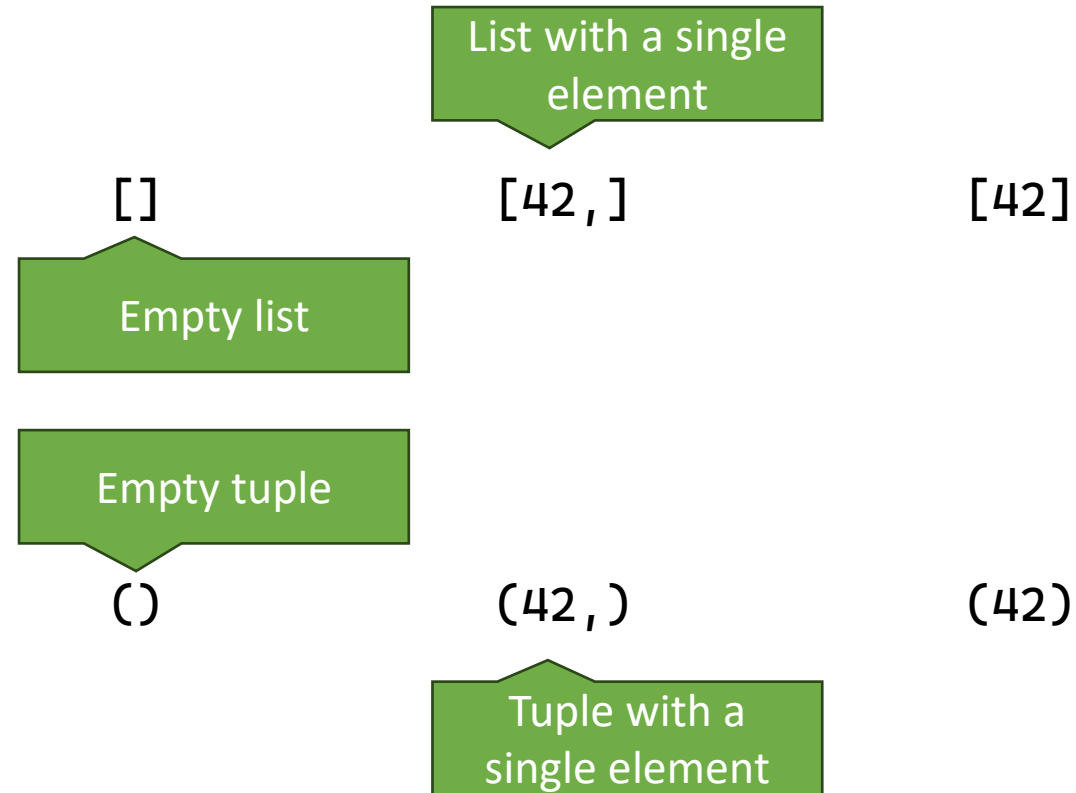 List with a single
element
[] [42,] [42]
Empty list
Empty tuple
() (42,) (42)
Tuple with a
single element